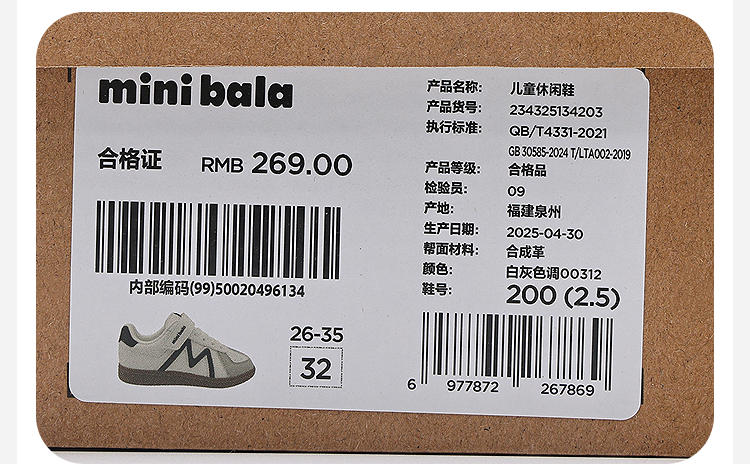 mini bala
合格证 RMB 269.00
内部编码(99)50020496134
26-35
32
产品名称: 儿童休闲鞋
产品货号: 234325134203
执行标准: QB/T4331-2021
GB 30585-2024 T/LTA002-2019
产品等级: 合格品
检验员: 09
产地: 福建泉州
生产日期: 2025-04-30
帮面材料: 合成革
颜色: 白灰色调00312
鞋号: 200 (2.5)
6 977872 267869